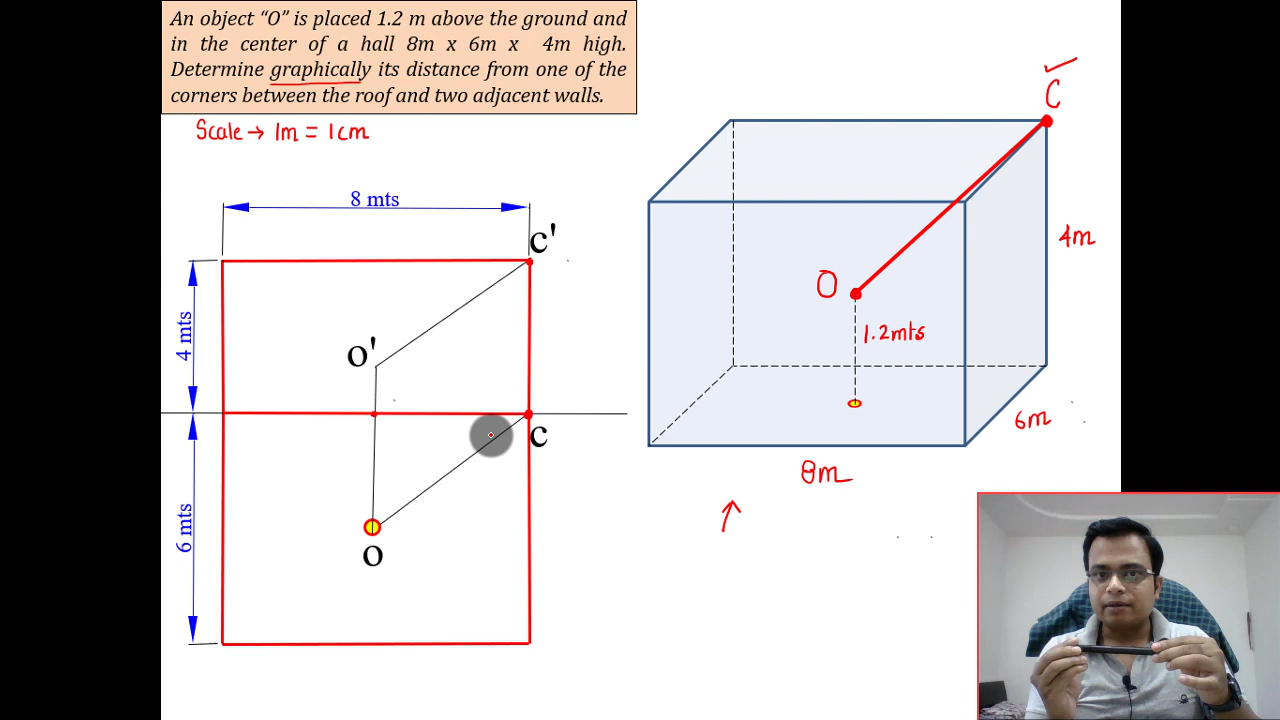 An object “O” is placed 1.2 m above the ground and
in the center of a hall 8m x 6m x 4m high.
Determine graphically its distance from one of the
corners between the roof and two adjacent walls.
Scale → 1m = 1cm
8 mts
c'
4 mts
o'
c
6 mts
o
C
4m
O
1.2mts
6m
8m